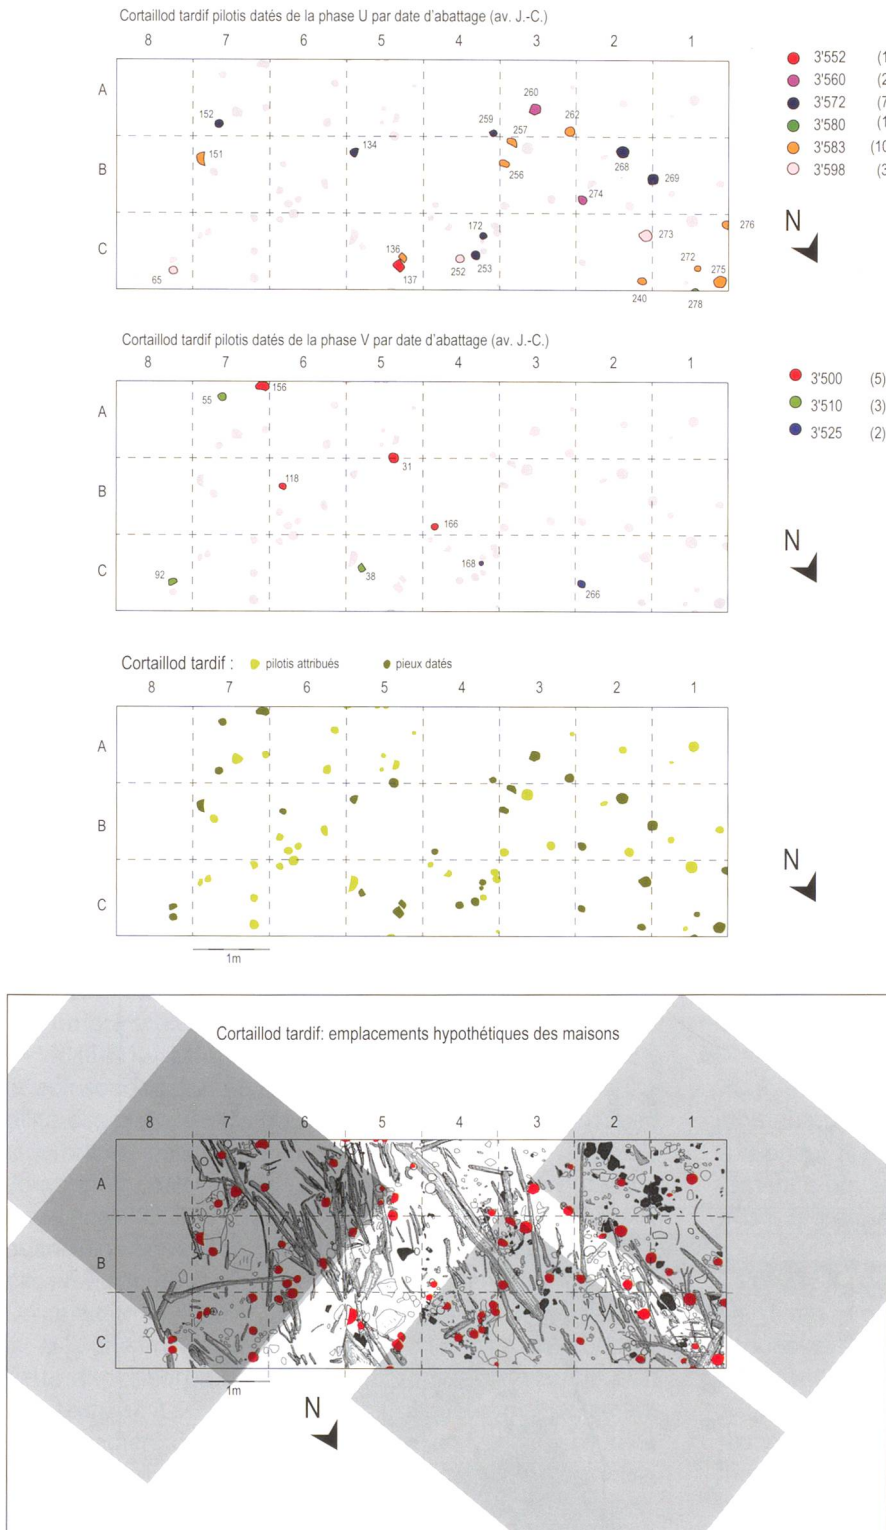 Cortaillod tardif pilotis datés de la phase U par date d'abattage (av. J.-C.)
8 7 6 5 4 3 2 1
A
B
C
152
151
134
259
260
257
256
262
268
269
274
172
136
137
252
253
273
276
272
275
240
278
65
3'552 (1
3'560 (2
3'572 (7
3'580 (1
3'583 (10
3'598 (3
N
Cortaillod tardif pilotis datés de la phase V par date d'abattage (av. J.-C.)
8 7 6 5 4 3 2 1
A
B
C
55
156
31
118
166
92
38
168
266
3'500 (5)
3'510 (3)
3'525 (2)
N
Cortaillod tardif : pilotis attribués pieux datés
8 7 6 5 4 3 2 1
A
B
C
N
1m
Cortaillod tardif: emplacements hypothétiques des maisons
8 7 6 5 4 3 2 1
A
B
C
1m
N